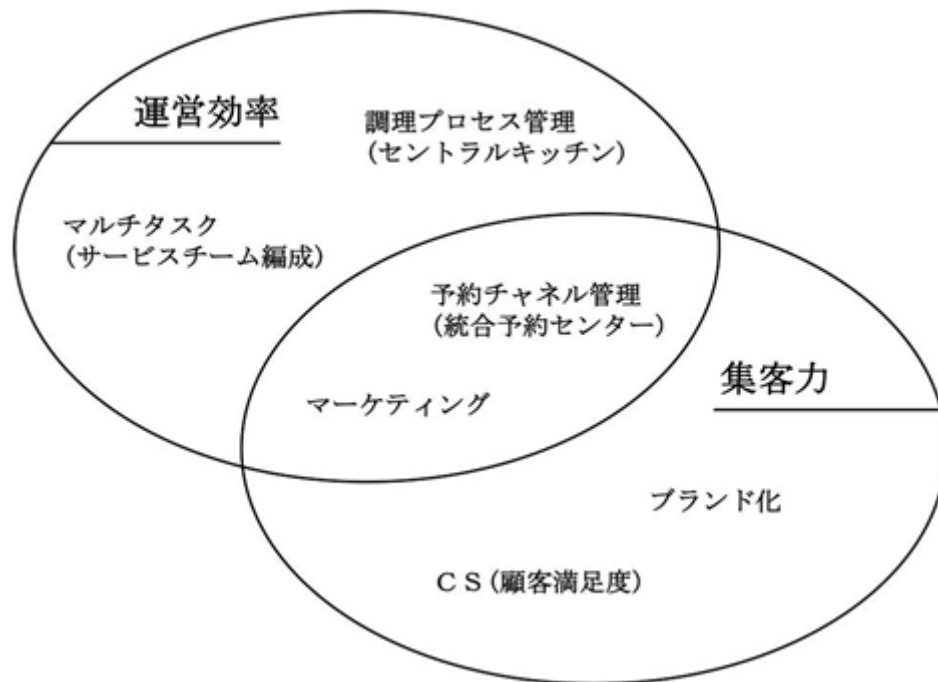 運営効率
調理プロセス管理
(セントラルキッチン)
マルチタスク
(サービスチーム編成)
予約チャネル管理
(統合予約センター)
集客力
マーケティング
ブランド化
ＣＳ(顧客満足度)